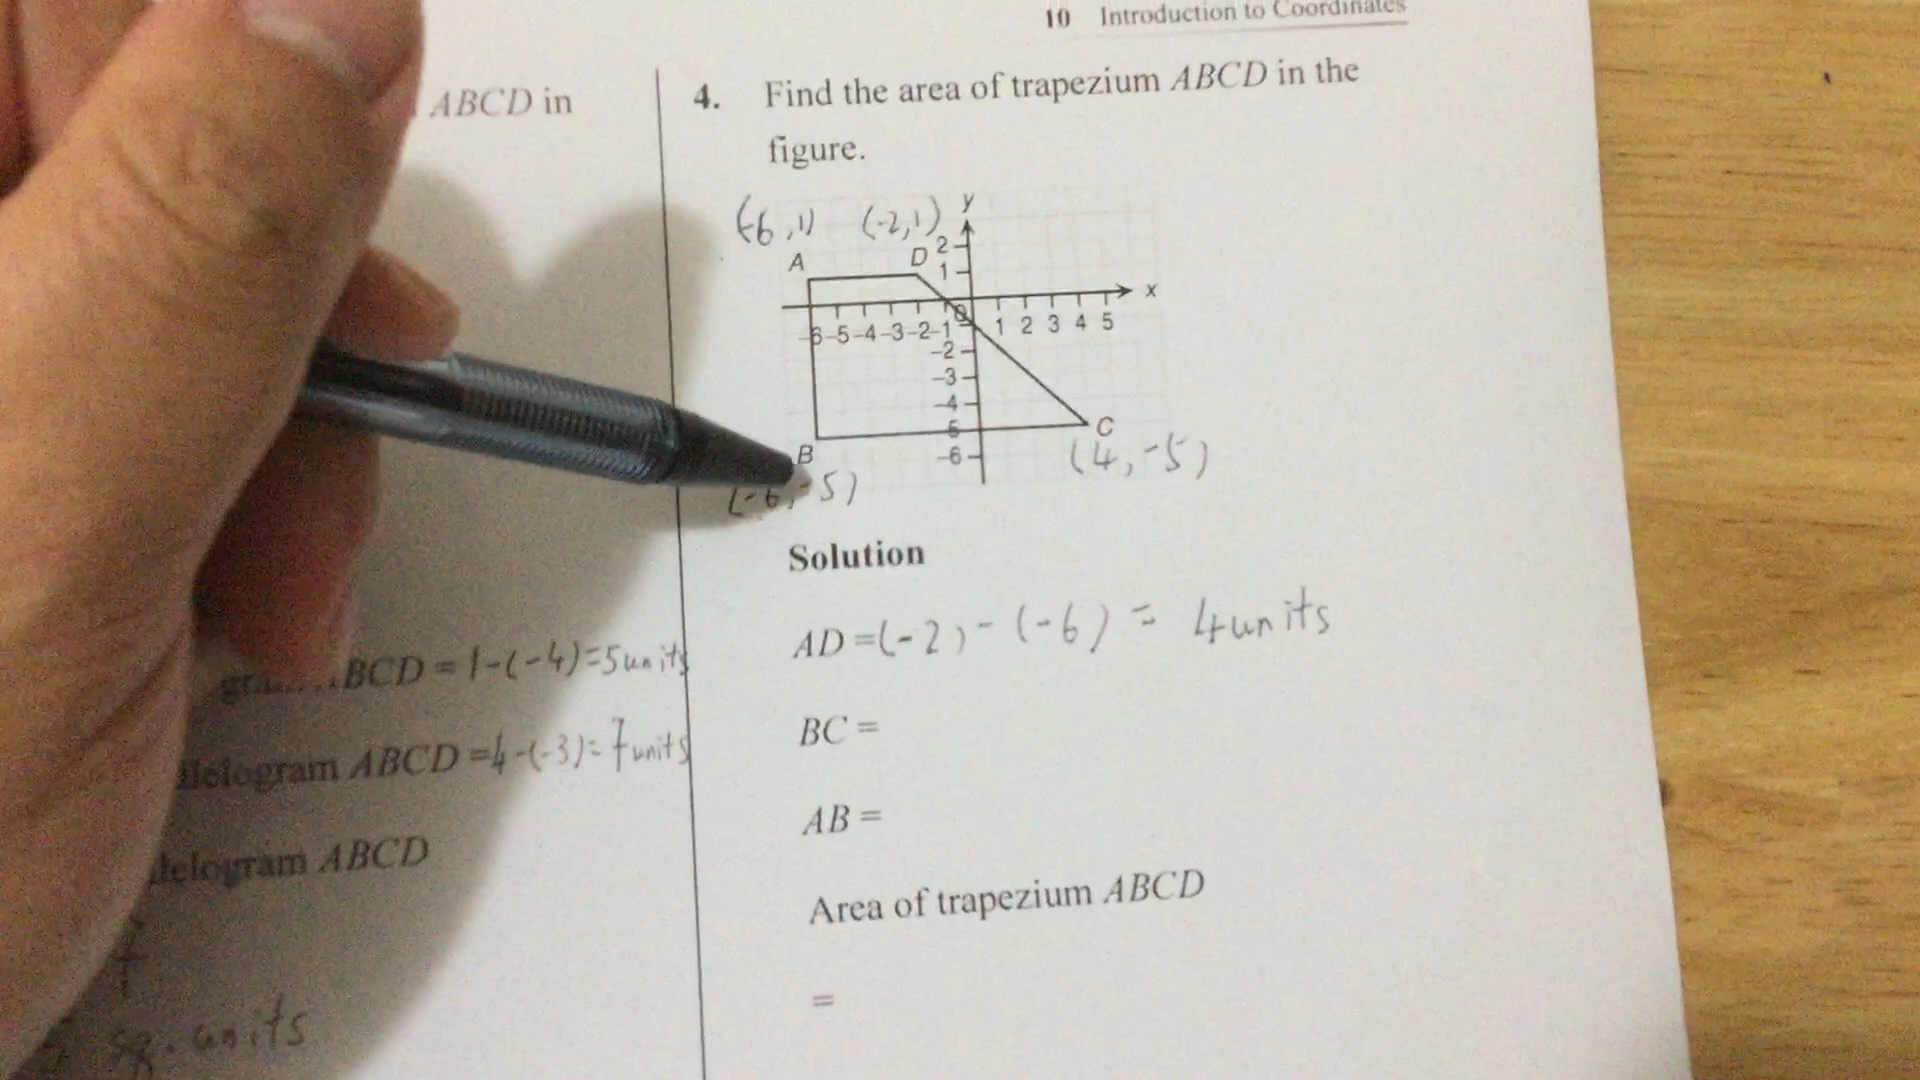 10 Introduction to Coordinates
ABCD in
4. Find the area of trapezium ABCD in the
figure.
(-6,1) (-2,1) y
A D 2
1
x
-6 -5 -4 -3 -2 -1 0 1 2 3 4 5
-2
-3
-4
-5
C
B -6 (4,-5)
(-6,-5)
Solution
AD =(-2)-(-6) = 4units
BCD = 1-(-4)=5units
BC =
ABCD =4-(-3)=7units
AB =
ABCD
Area of trapezium ABCD
=
sq. units